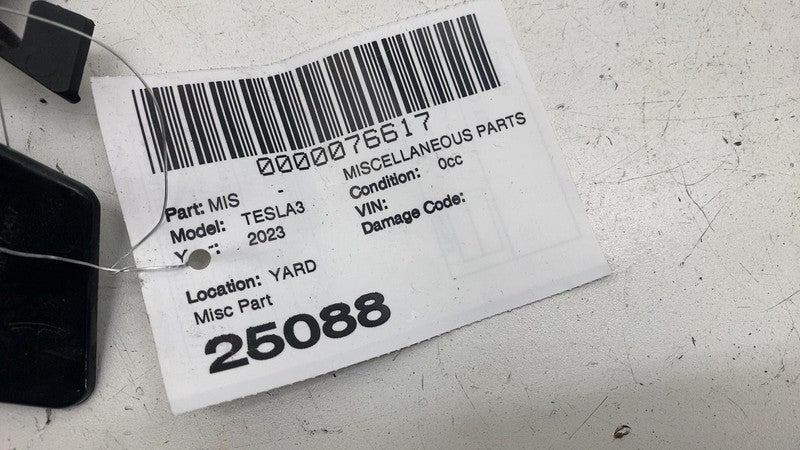 0000076617
Part: MIS - MISCELLANEOUS PARTS
Model: TESLA3 Condition: 0cc
2023 VIN:
Damage Code:
Location: YARD
Misc Part
25088